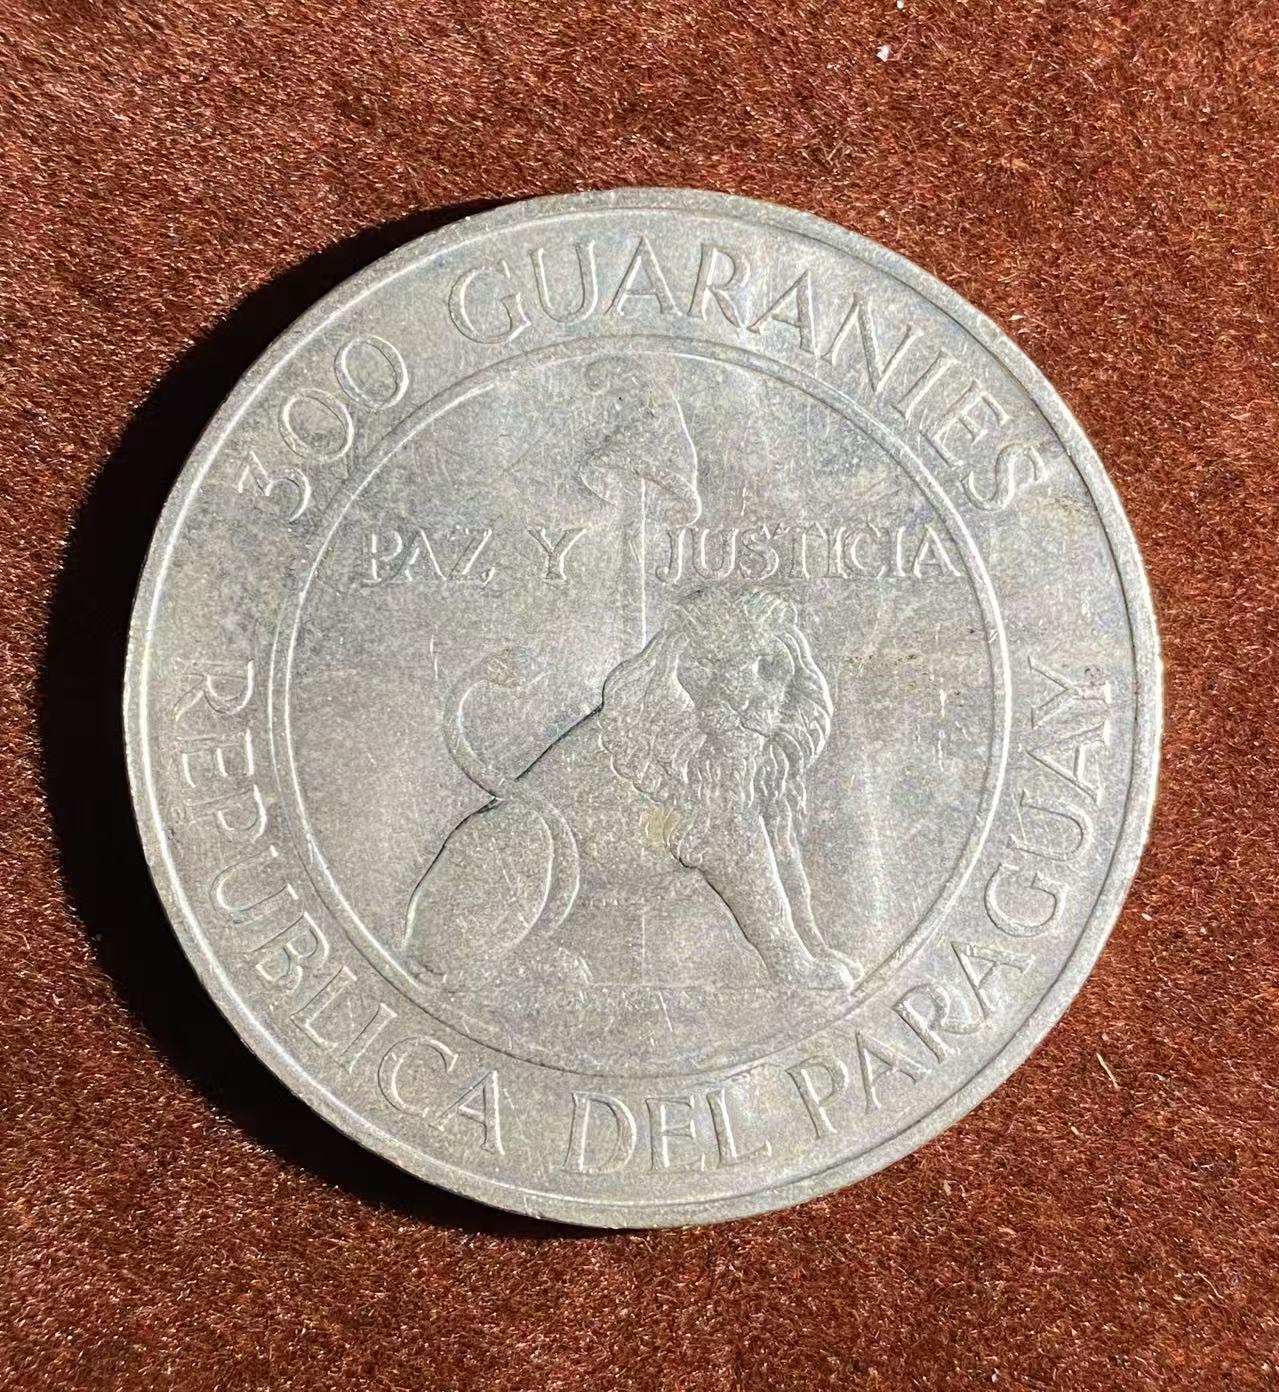 300 GUARANIES
PAZ Y JUSTICIA
REPUBLICA DEL PARAGUAY